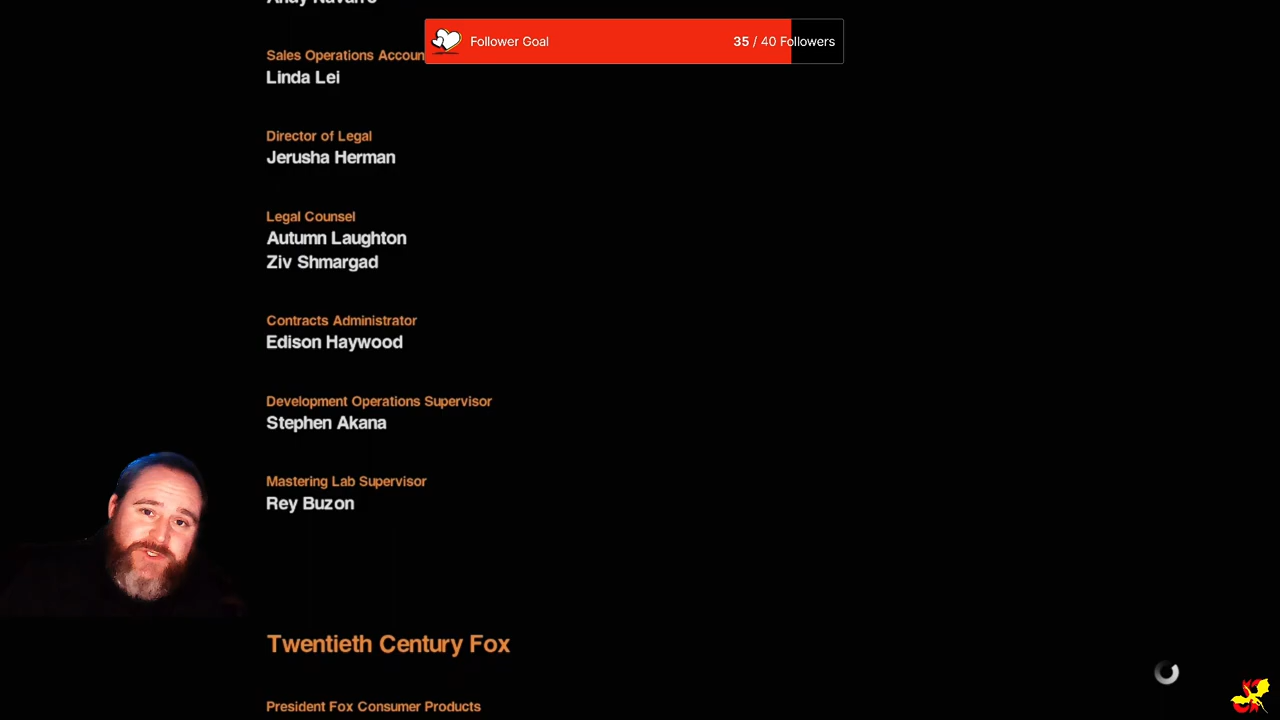 Andy Navarro
Follower Goal
35 / 40 Followers
Sales Operations Accoun
Linda Lei
Director of Legal
Jerusha Herman
Legal Counsel
Autumn Laughton
Ziv Shmargad
Contracts Administrator
Edison Haywood
Development Operations Supervisor
Stephen Akana
Mastering Lab Supervisor
Rey Buzon
Twentieth Century Fox
President Fox Consumer Products